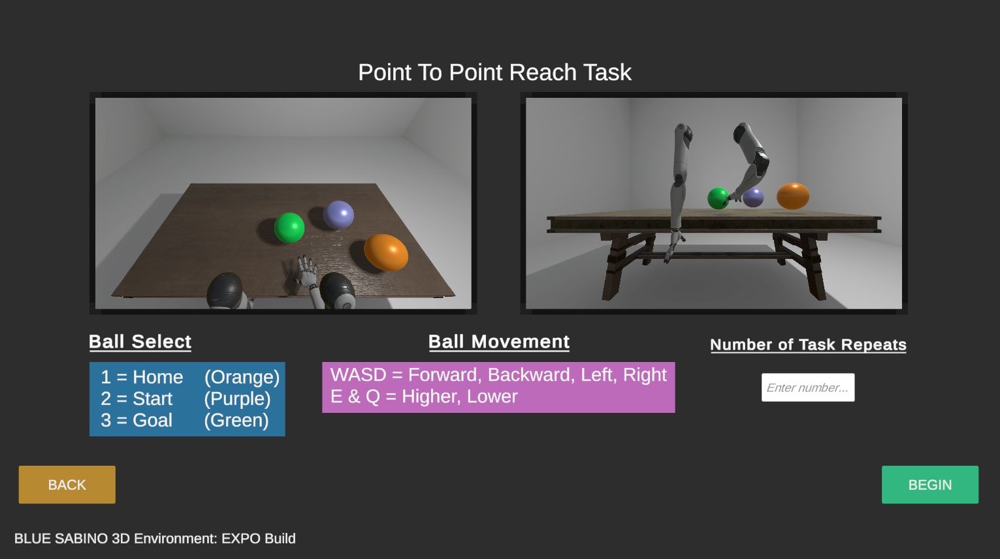 Point To Point Reach Task
Ball Select
1 = Home (Orange)
2 = Start (Purple)
3 = Goal (Green)
Ball Movement
WASD = Forward, Backward, Left, Right
E & Q = Higher, Lower
Number of Task Repeats
Enter number...
BACK
BEGIN
BLUE SABINO 3D Environment: EXPO Build